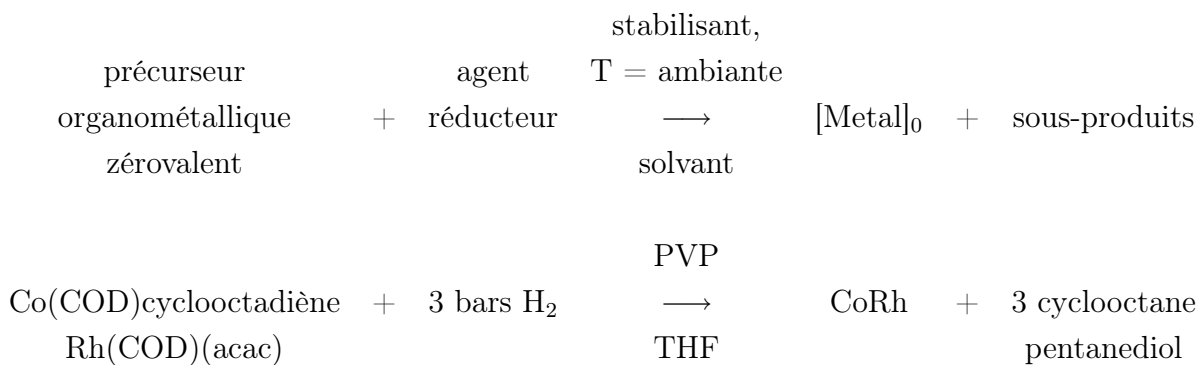 stabilisant,
précurseur agent T = ambiante
organométallique + réducteur ⟶ [Metal]₀ + sous-produits
zérovalent solvant
PVP
Co(COD)cyclooctadiène + 3 bars H₂ ⟶ CoRh + 3 cyclooctane
Rh(COD)(acac) THF pentanediol